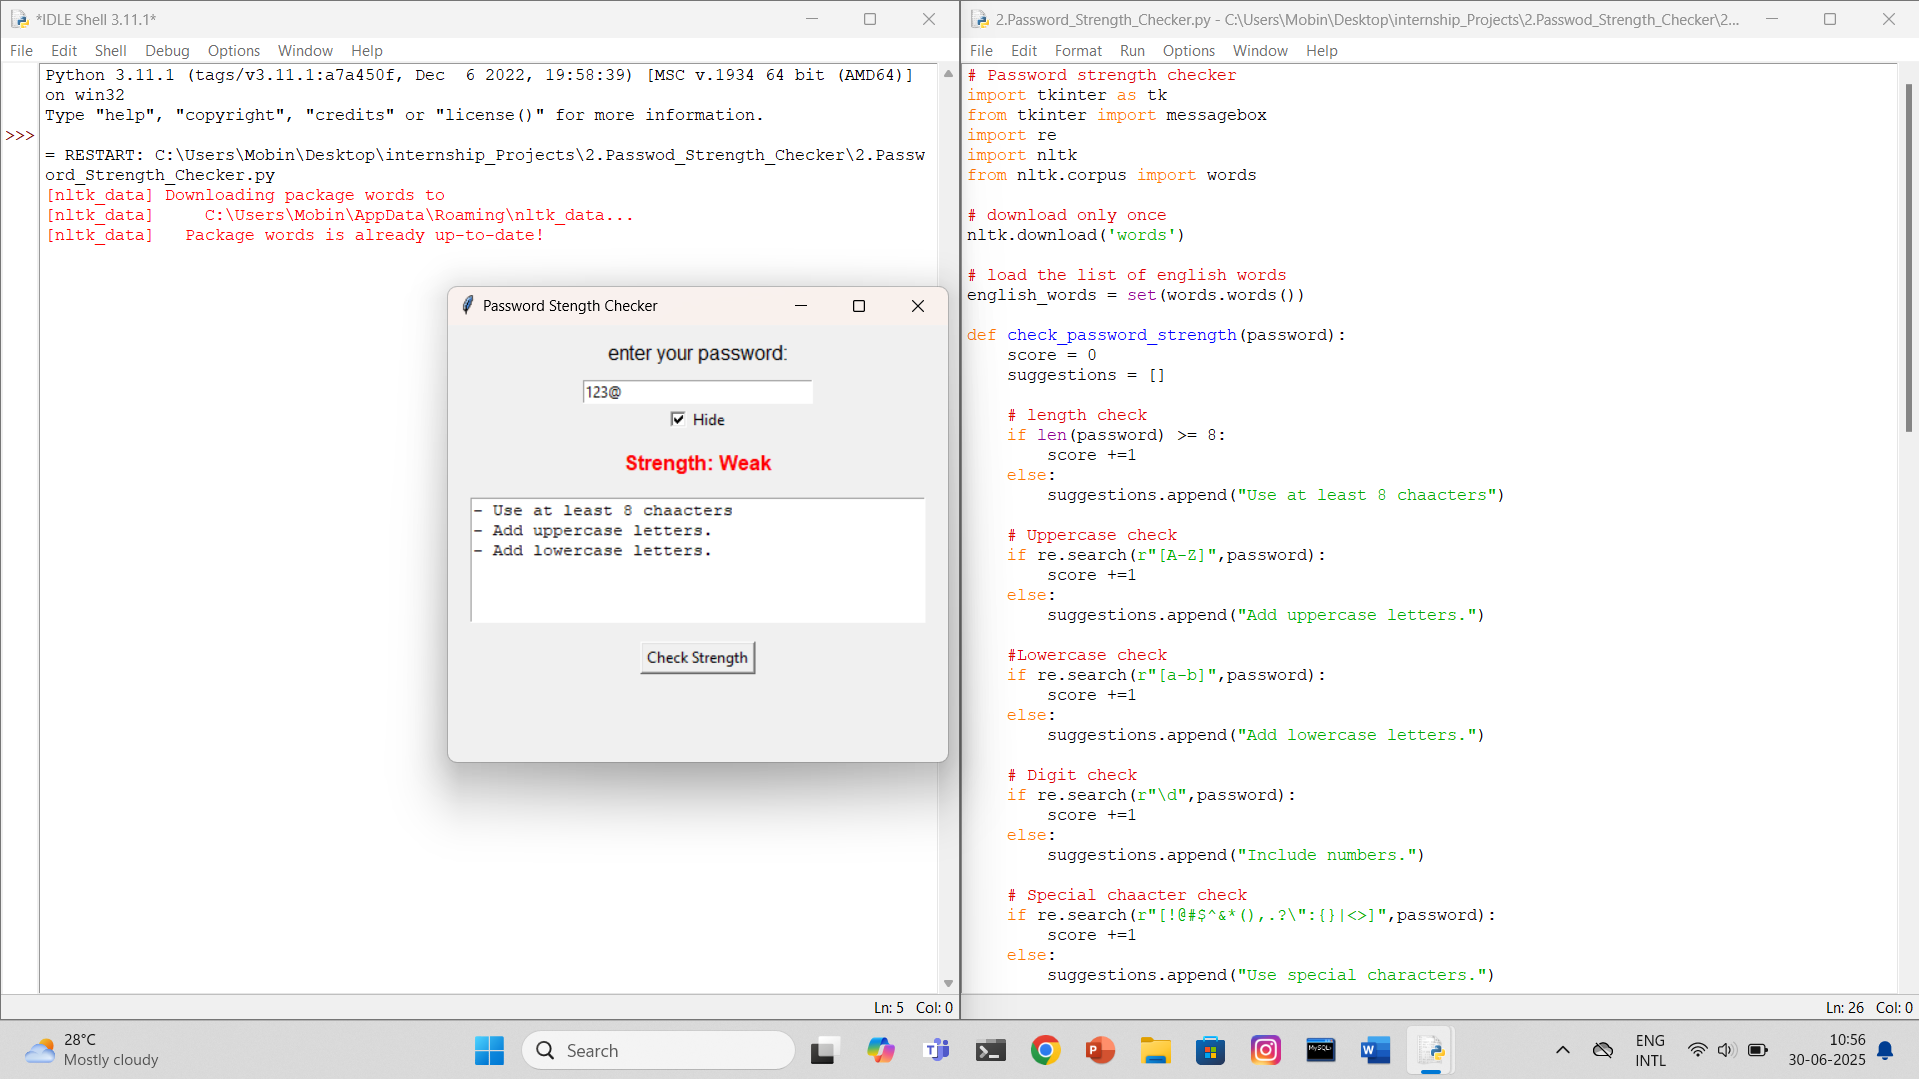 *IDLE Shell 3.11.1*
File Edit Shell Debug Options Window Help
Python 3.11.1 (tags/v3.11.1:a7a450f, Dec  6 2022, 19:58:39) [MSC v.1934 64 bit (AMD64)]
on win32
Type "help", "copyright", "credits" or "license()" for more information.
>>>
= RESTART: C:\Users\Mobin\Desktop\internship_Projects\2.Passwod_Strength_Checker\2.Passw
ord_Strength_Checker.py
[nltk_data] Downloading package words to
[nltk_data]     C:\Users\Mobin\AppData\Roaming\nltk_data...
[nltk_data]   Package words is already up-to-date!
Ln: 5 Col: 0
Password Stength Checker
enter your password:
123@
Hide
Strength: Weak
- Use at least 8 chaacters
- Add uppercase letters.
- Add lowercase letters.
Check Strength
2.Password_Strength_Checker.py - C:\Users\Mobin\Desktop\internship_Projects\2.Passwod_Strength_Checker\2...
File Edit Format Run Options Window Help
# Password strength checker
import tkinter as tk
from tkinter import messagebox
import re
import nltk
from nltk.corpus import words
# download only once
nltk.download('words')
# load the list of english words
english_words = set(words.words())
def check_password_strength(password):
    score = 0
    suggestions = []
    # length check
    if len(password) >= 8:
        score +=1
    else:
        suggestions.append("Use at least 8 chaacters")
    # Uppercase check
    if re.search(r"[A-Z]",password):
        score +=1
    else:
        suggestions.append("Add uppercase letters.")
    #Lowercase check
    if re.search(r"[a-b]",password):
        score +=1
    else:
        suggestions.append("Add lowercase letters.")
    # Digit check
    if re.search(r"\d",password):
        score +=1
    else:
        suggestions.append("Include numbers.")
    # Special chaacter check
    if re.search(r"[!@#$^&*(),.?\":{}|<>]",password):
        score +=1
    else:
        suggestions.append("Use special characters.")
Ln: 26 Col: 0
28°C
Mostly cloudy
Search
MySQL
ENG
INTL
10:56
30-06-2025